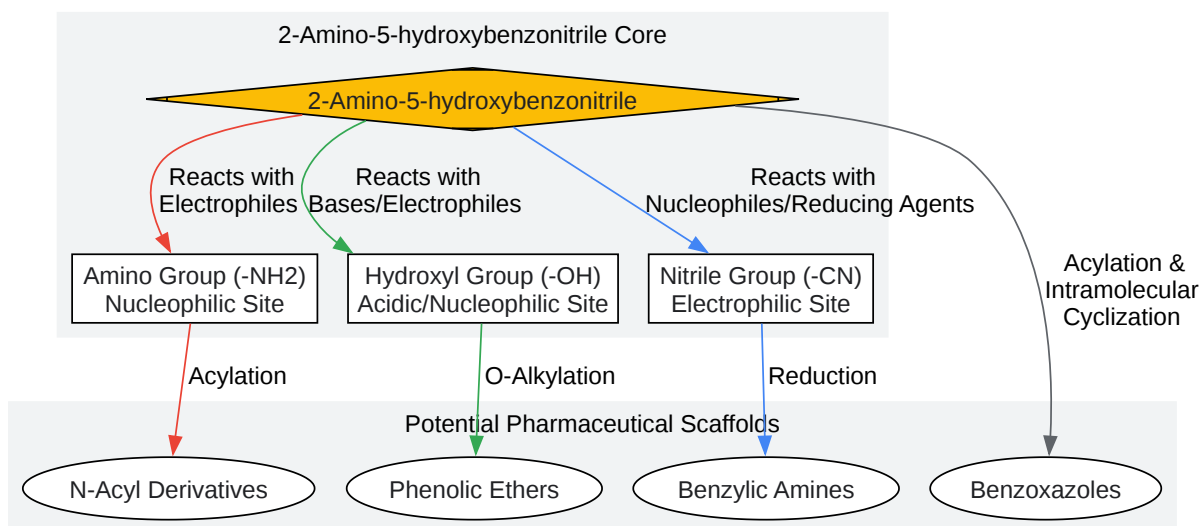 2-Amino-5-hydroxybenzonitrile Core
2-Amino-5-hydroxybenzonitrile
Reacts with
Electrophiles
Reacts with
Bases/Electrophiles
Reacts with
Nucleophiles/Reducing Agents
Acylation &
Intramolecular
Cyclization
Amino Group (-NH2)
Nucleophilic Site
Hydroxyl Group (-OH)
Acidic/Nucleophilic Site
Nitrile Group (-CN)
Electrophilic Site
Acylation
O-Alkylation
Reduction
Potential Pharmaceutical Scaffolds
N-Acyl Derivatives
Phenolic Ethers
Benzylic Amines
Benzoxazoles